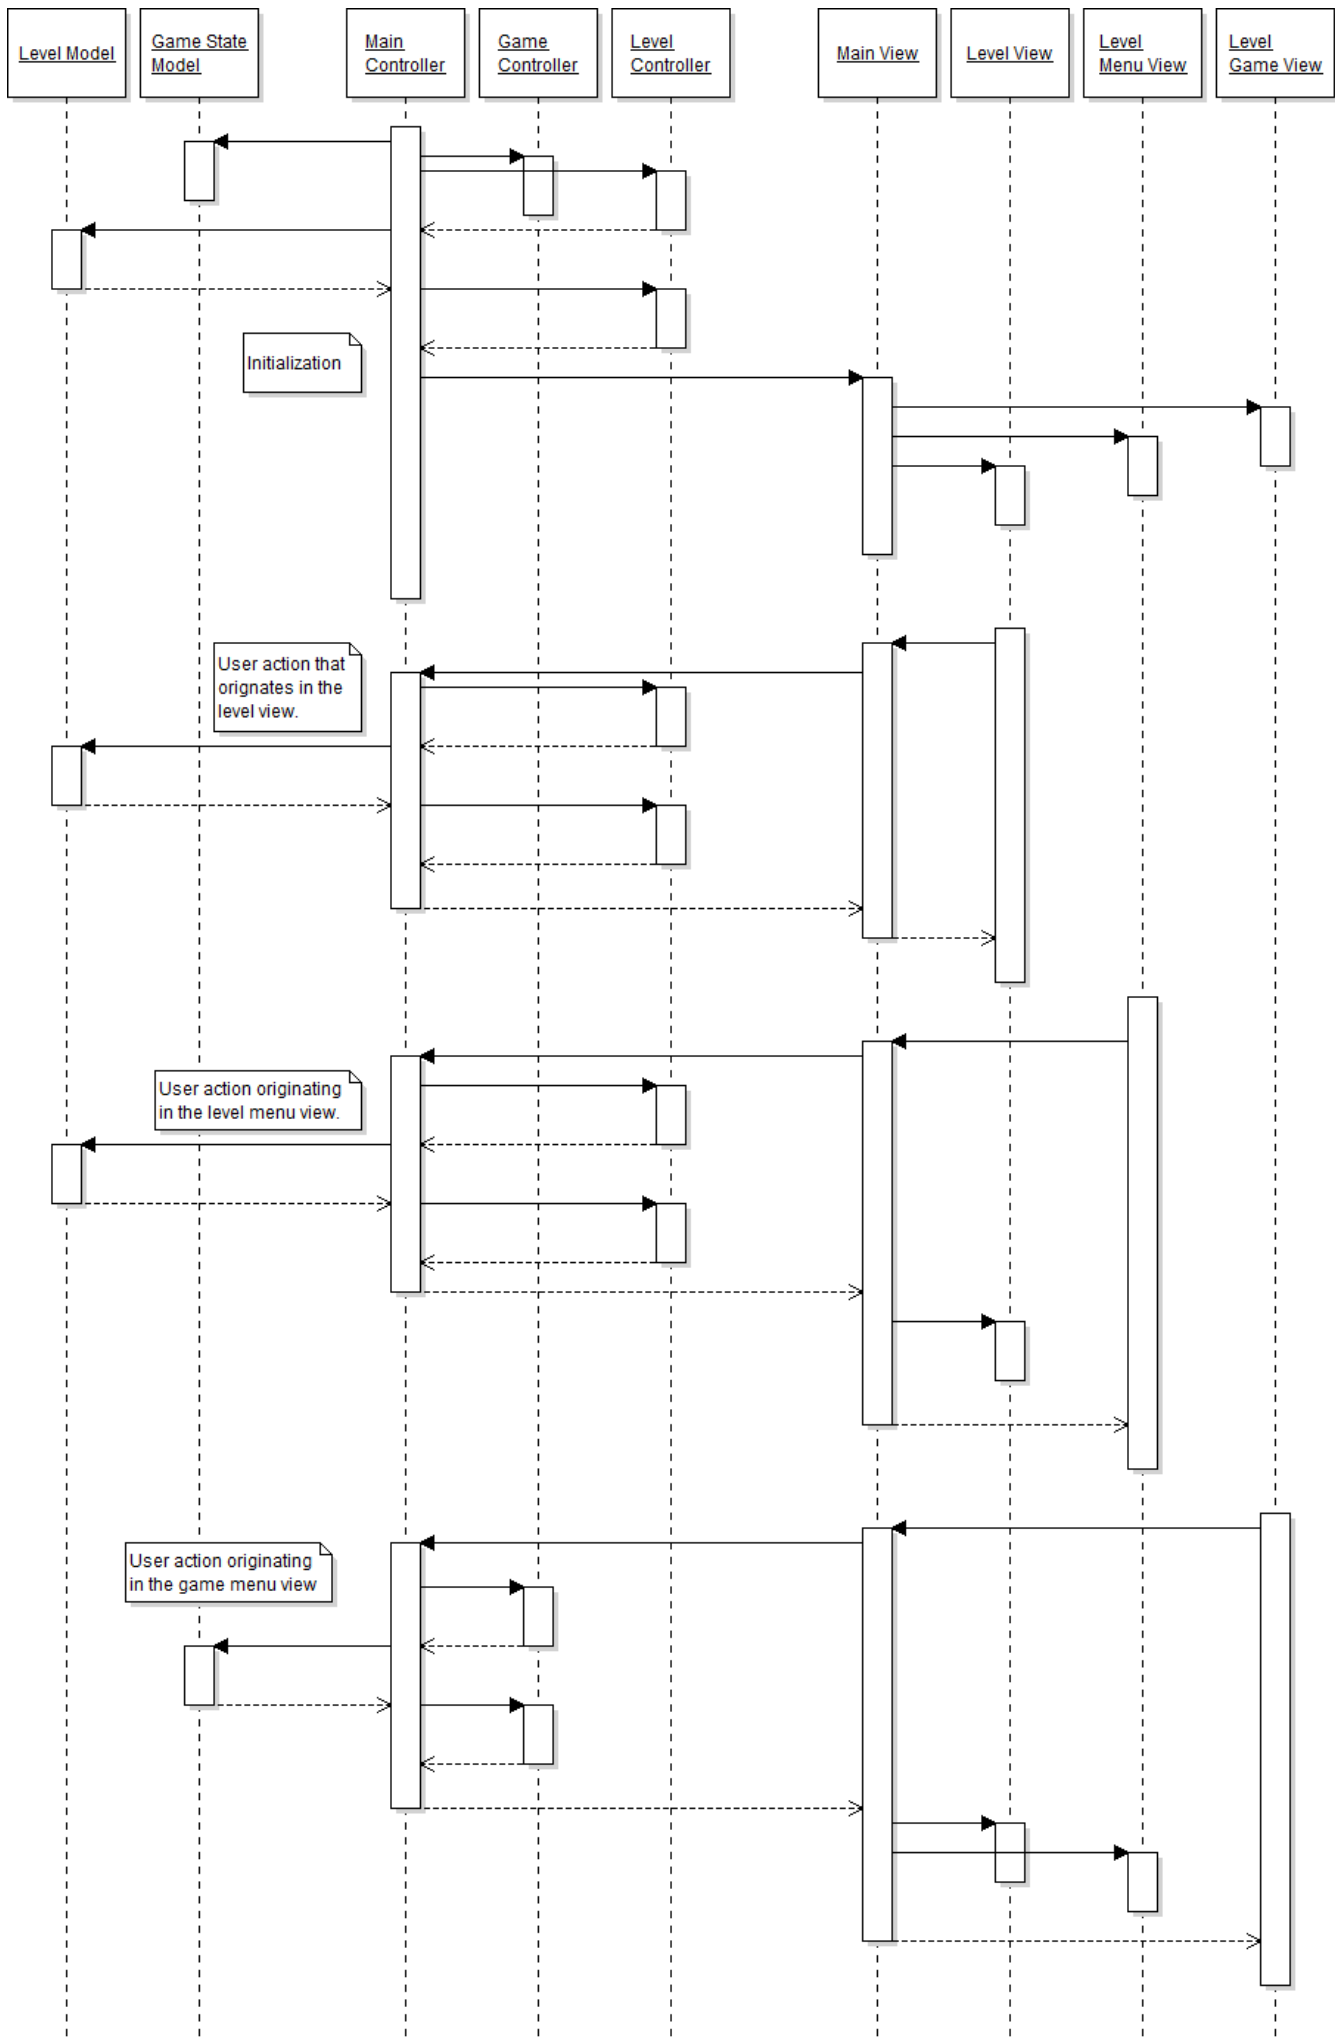 Level Model
Game State
Model
Main
Controller
Game
Controller
Level
Controller
Main View
Level View
Level
Menu View
Level
Game View
Initialization
User action that
orignates in the
level view.
User action originating
in the level menu view.
User action originating
in the game menu view